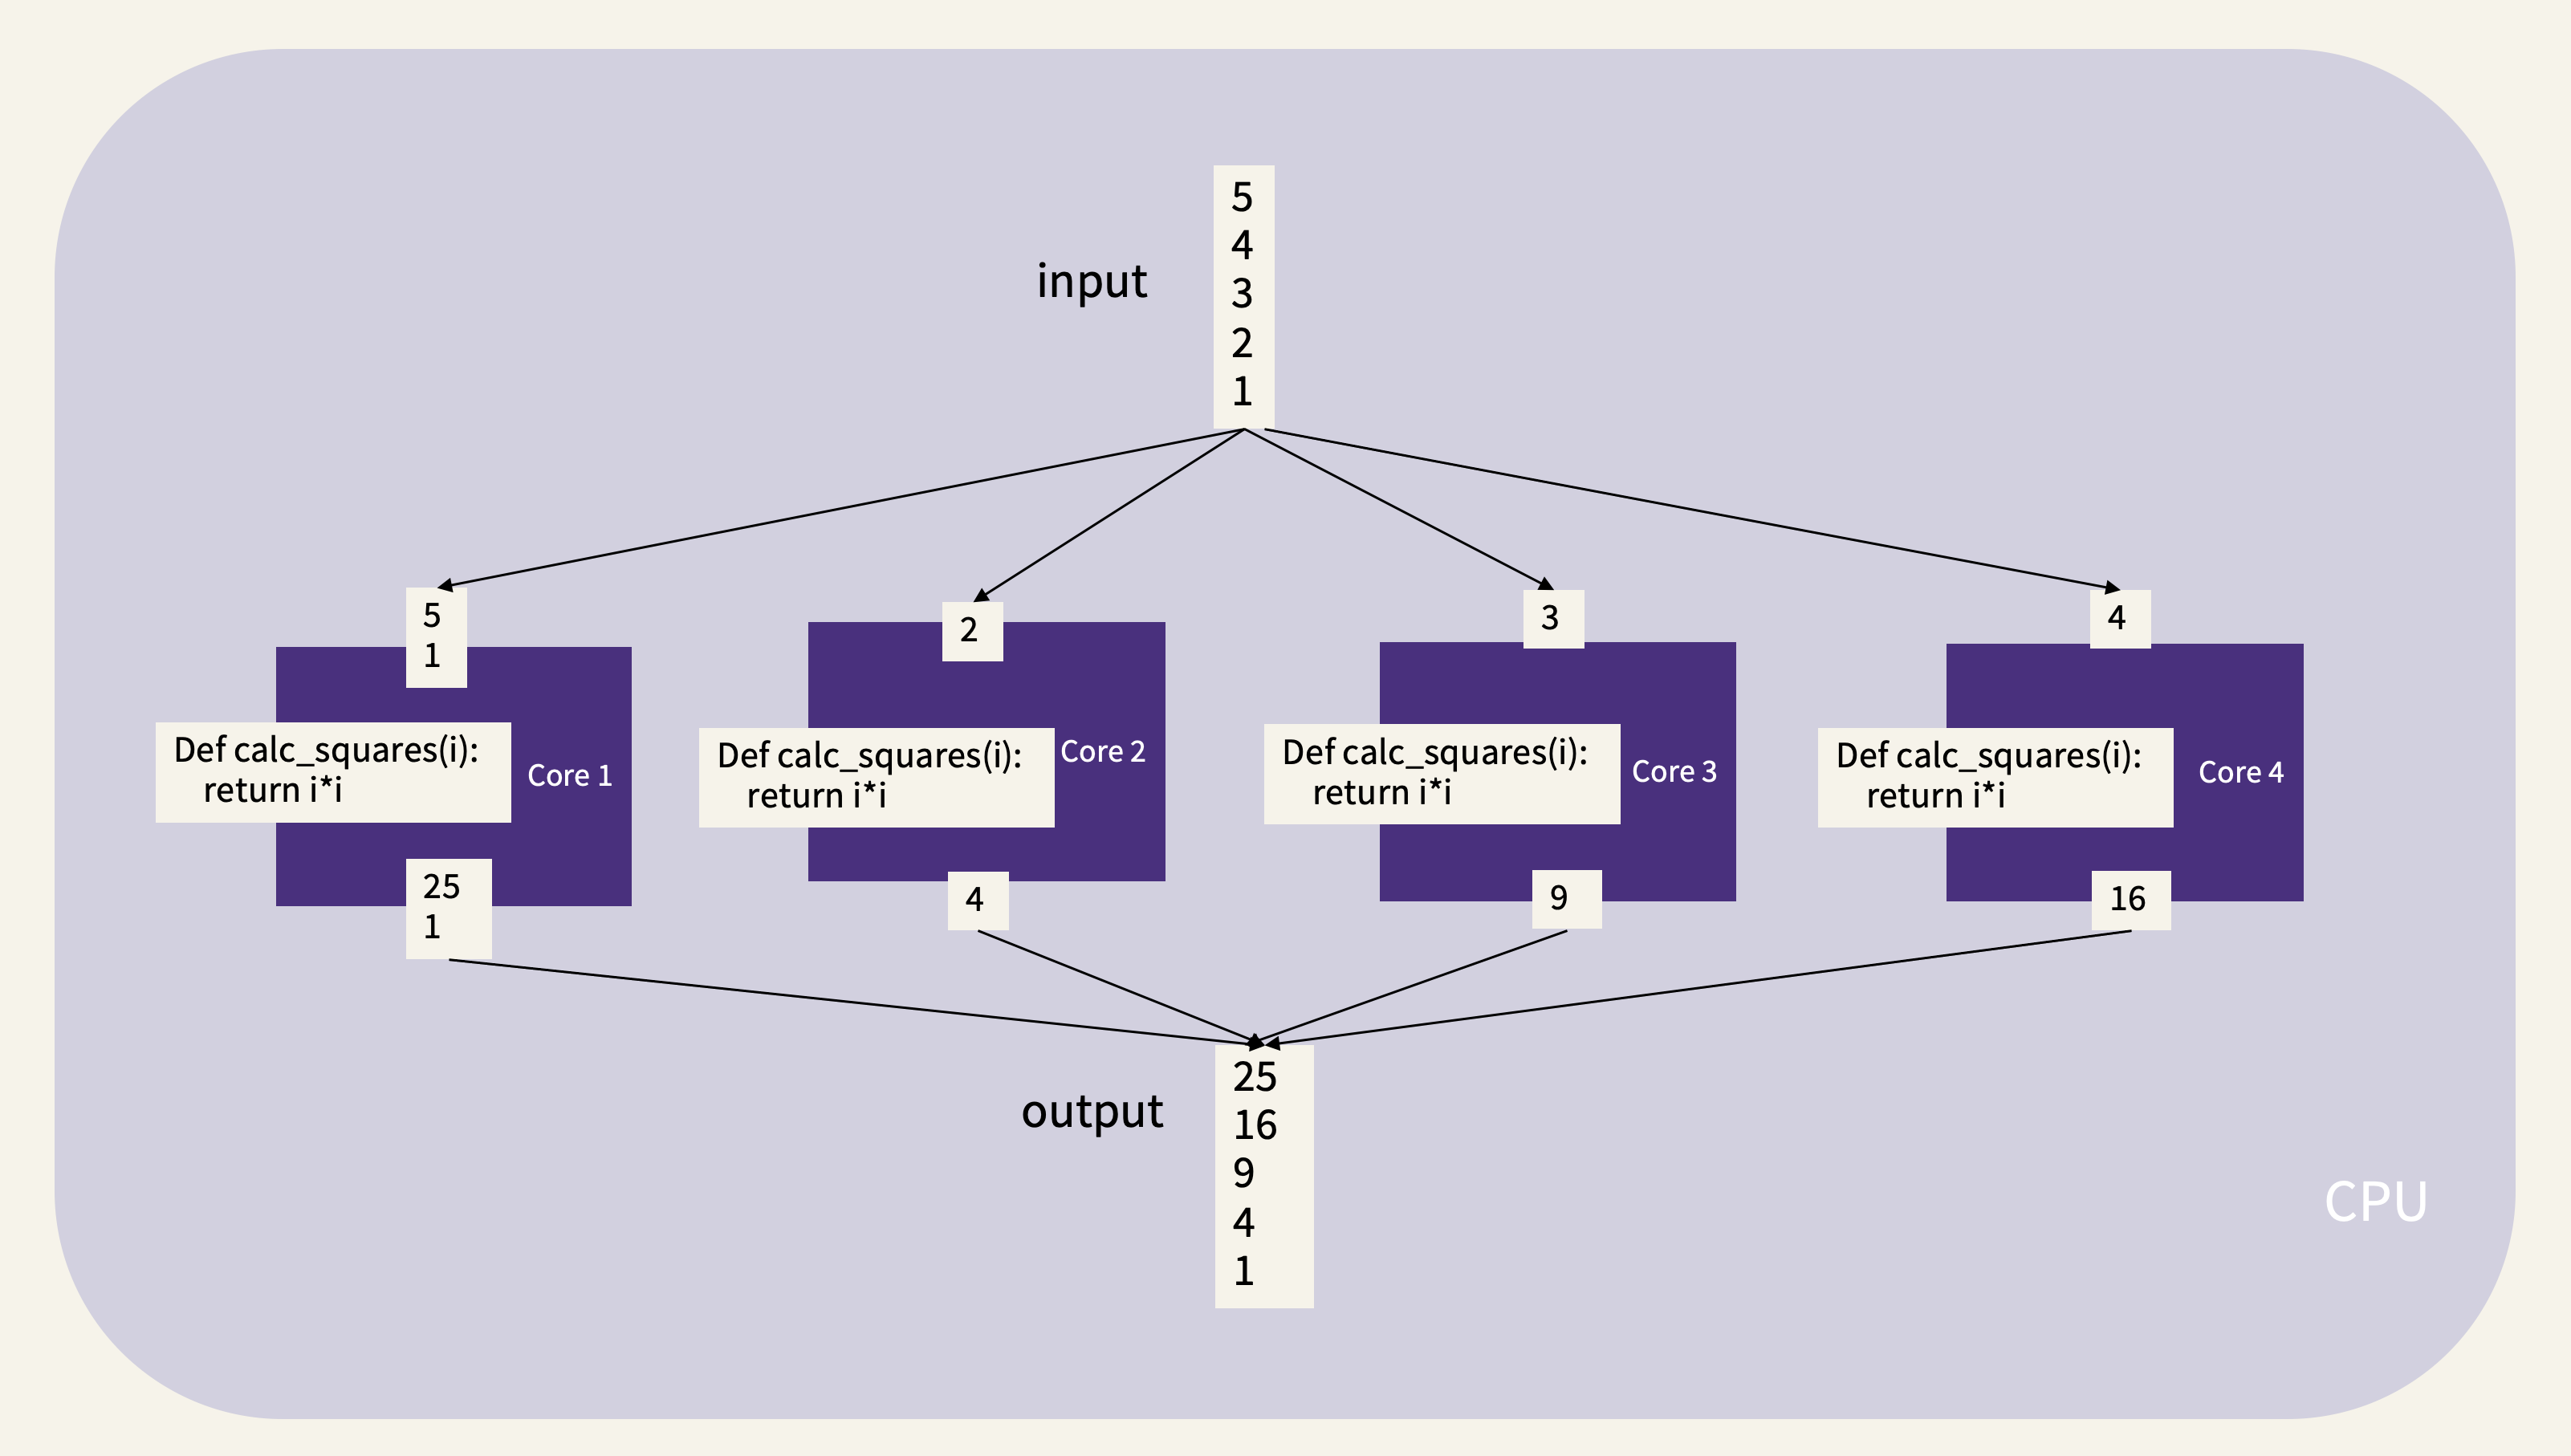 5
4
3
2
1
input
5
1
2
3
4
Def calc_squares(i):
return i*i
Core 1
Def calc_squares(i):
return i*i
Core 2
Def calc_squares(i):
return i*i
Core 3
Def calc_squares(i):
return i*i
Core 4
25
1
4
9
16
output
25
16
9
4
1
CPU